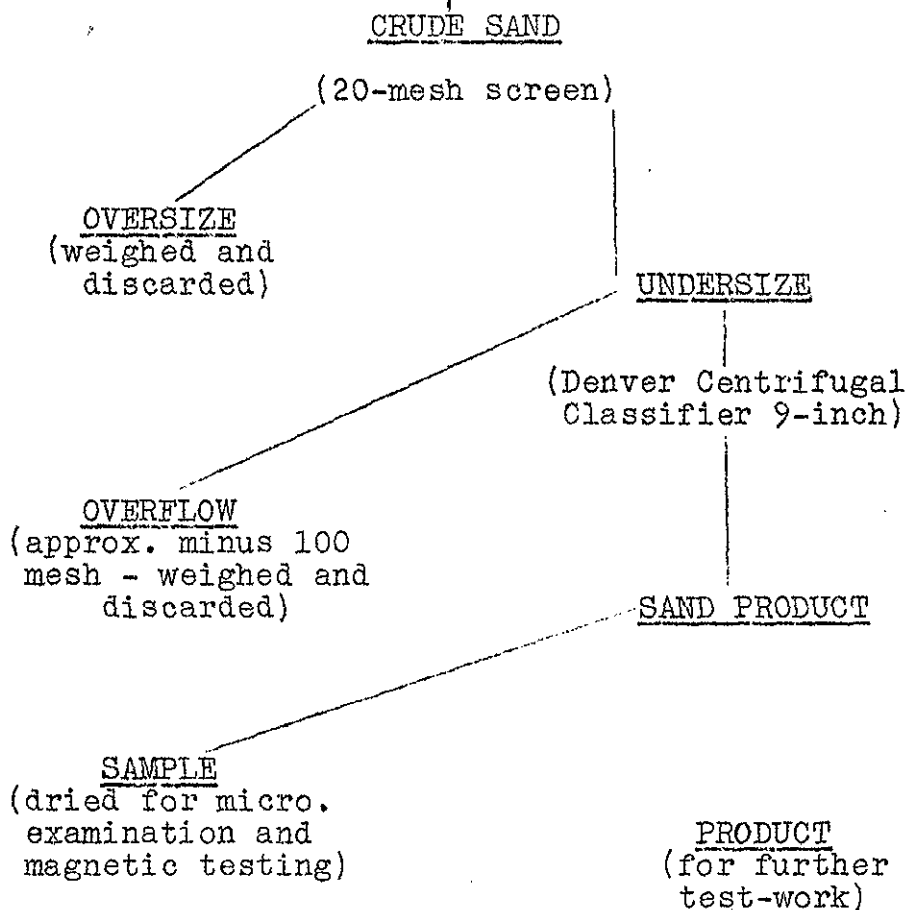 CRUDE SAND
(20-mesh screen)
OVERSIZE
(weighed and
discarded)
UNDERSIZE
(Denver Centrifugal
Classifier 9-inch)
OVERFLOW
(approx. minus 100
mesh - weighed and
discarded)
SAND PRODUCT
SAMPLE
(dried for micro.
examination and
magnetic testing)
PRODUCT
(for further
test-work)